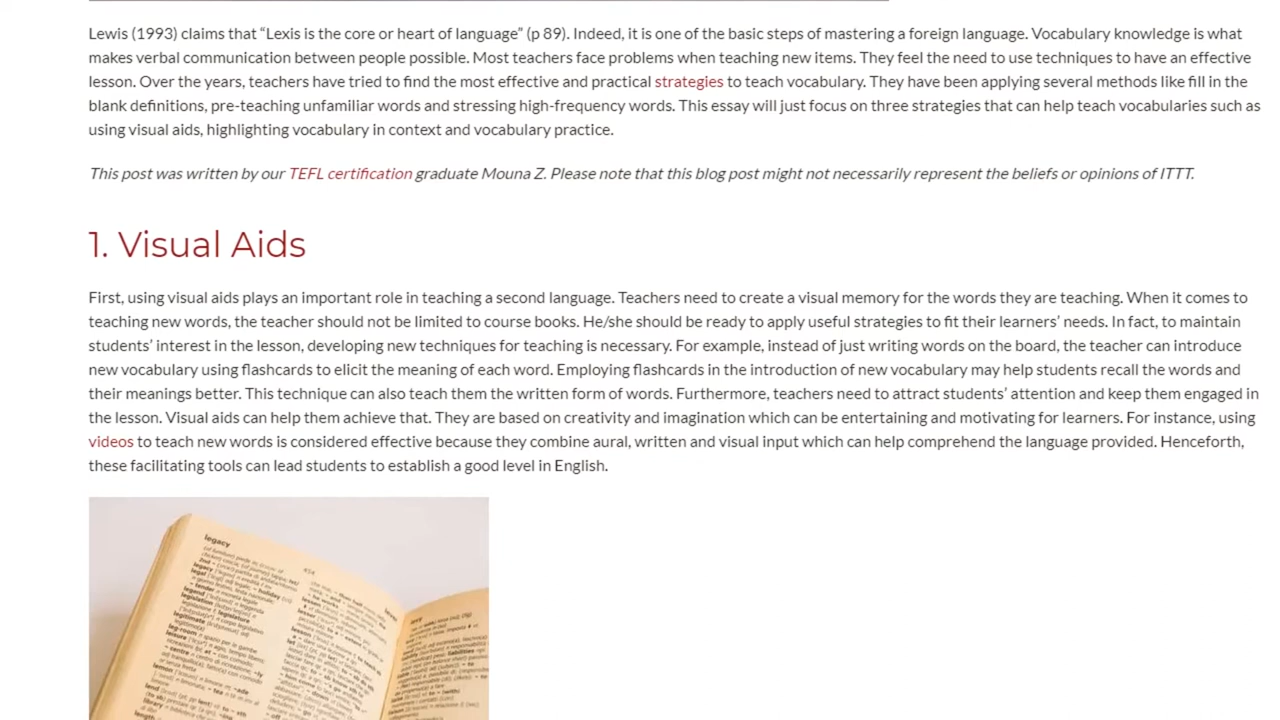 Lewis (1993) claims that “Lexis is the core or heart of language” (p 89). Indeed, it is one of the basic steps of mastering a foreign language. Vocabulary knowledge is what
makes verbal communication between people possible. Most teachers face problems when teaching new items. They feel the need to use techniques to have an effective
lesson. Over the years, teachers have tried to find the most effective and practical strategies to teach vocabulary. They have been applying several methods like fill in the
blank definitions, pre-teaching unfamiliar words and stressing high-frequency words. This essay will just focus on three strategies that can help teach vocabularies such as
using visual aids, highlighting vocabulary in context and vocabulary practice.
This post was written by our TEFL certification graduate Mouna Z. Please note that this blog post might not necessarily represent the beliefs or opinions of ITTT.
1. Visual Aids
First, using visual aids plays an important role in teaching a second language. Teachers need to create a visual memory for the words they are teaching. When it comes to
teaching new words, the teacher should not be limited to course books. He/she should be ready to apply useful strategies to fit their learners’ needs. In fact, to maintain
students’ interest in the lesson, developing new techniques for teaching is necessary. For example, instead of just writing words on the board, the teacher can introduce
new vocabulary using flashcards to elicit the meaning of each word. Employing flashcards in the introduction of new vocabulary may help students recall the words and
their meanings better. This technique can also teach them the written form of words. Furthermore, teachers need to attract students’ attention and keep them engaged in
the lesson. Visual aids can help them achieve that. They are based on creativity and imagination which can be entertaining and motivating for learners. For instance, using
videos to teach new words is considered effective because they combine aural, written and visual input which can help comprehend the language provided. Henceforth,
these facilitating tools can lead students to establish a good level in English.
legacy